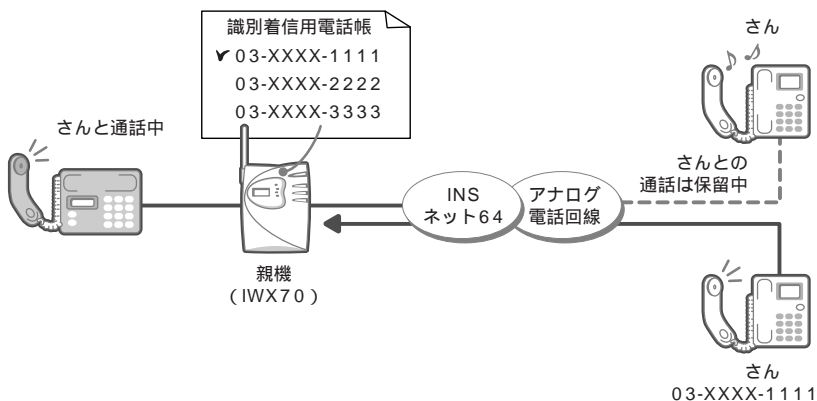 識別着信用電話帳
03-XXXX-1111
03-XXXX-2222
03-XXXX-3333
さん
さんと通話中
さんとの
通話は保留中
INS
ネット64
アナログ
電話回線
親機
(IWX70)
さん
03-XXXX-1111